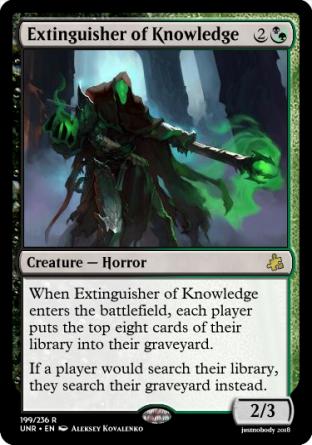 Extinguisher of Knowledge 2
Creature — Horror
When Extinguisher of Knowledge
enters the battlefield, each player
puts the top eight cards of their
library into their graveyard.
If a player would search their library,
they search their graveyard instead.
2/3
199/236 R
UNR • EN Aleksey Kovalenko
justnobody 2018